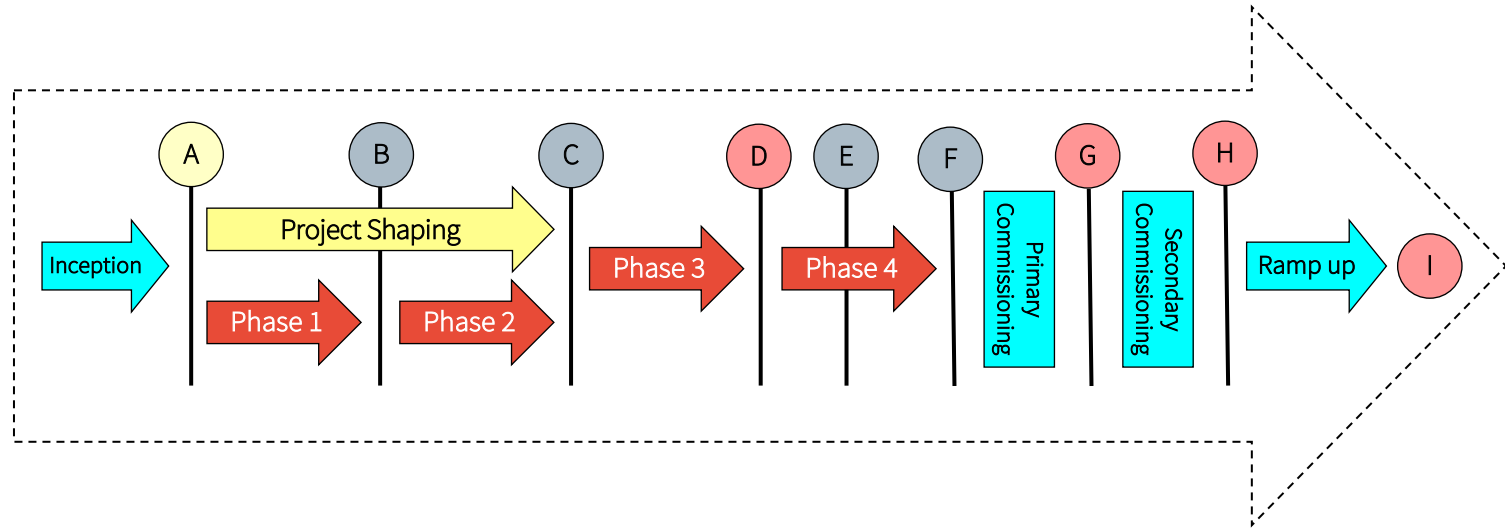 A
B
C
D
E
F
G
H
Project Shaping
Inception
Phase 1
Phase 2
Phase 3
Phase 4
Primary
Commissioning
Secondary
Commissioning
Ramp up
I